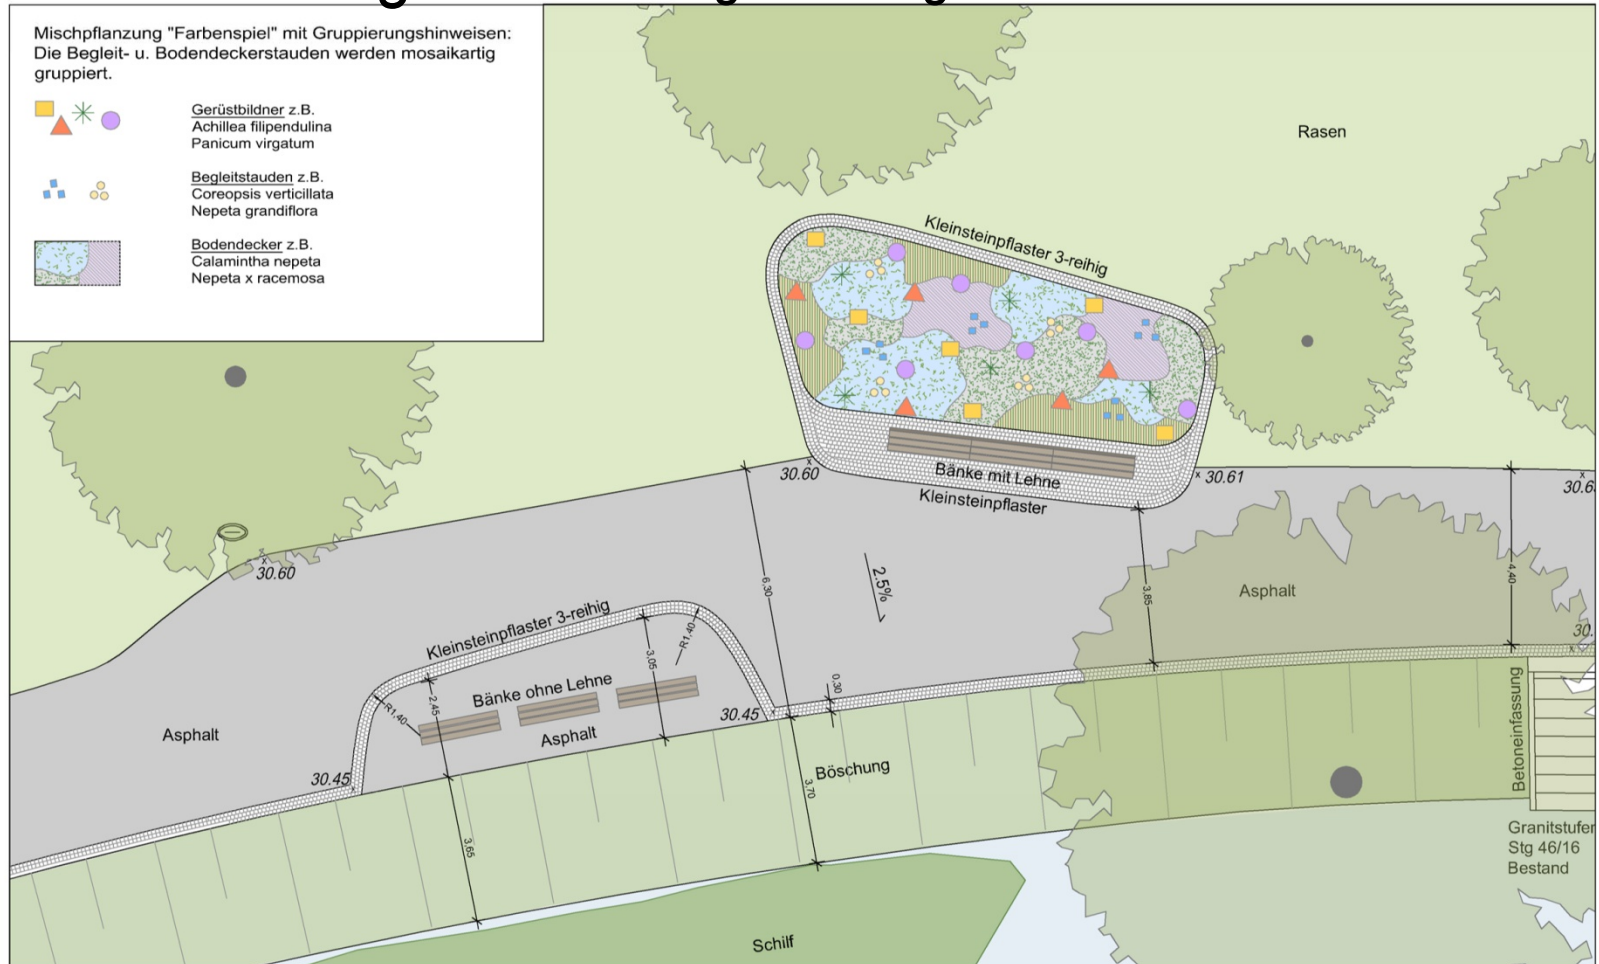 Mischpflanzung "Farbenspiel" mit Gruppierungshinweisen:
Die Begleit- u. Bodendeckerstauden werden mosaikartig
gruppiert.
Gerüstbildner z.B.
Achillea filipendulina
Panicum virgatum
Begleitstauden z.B.
Coreopsis verticillata
Nepeta grandiflora
Bodendecker z.B.
Calamintha nepeta
Nepeta x racemosa
Rasen
Kleinsteinpflaster 3-reihig
Bänke mit Lehne
Kleinsteinpflaster
30.60
30.61
30.6
30.60
6,30
2.5%
3,85
Asphalt
4,40
30.
Kleinsteinpflaster 3-reihig
R1,40
3,05
Bänke ohne Lehne
2,45
R1,40
0,30
30.45
Asphalt
Asphalt
30.45
Böschung
3,70
3,65
Betoneinfassung
Granitstufen
Stg 46/16
Bestand
Schilf